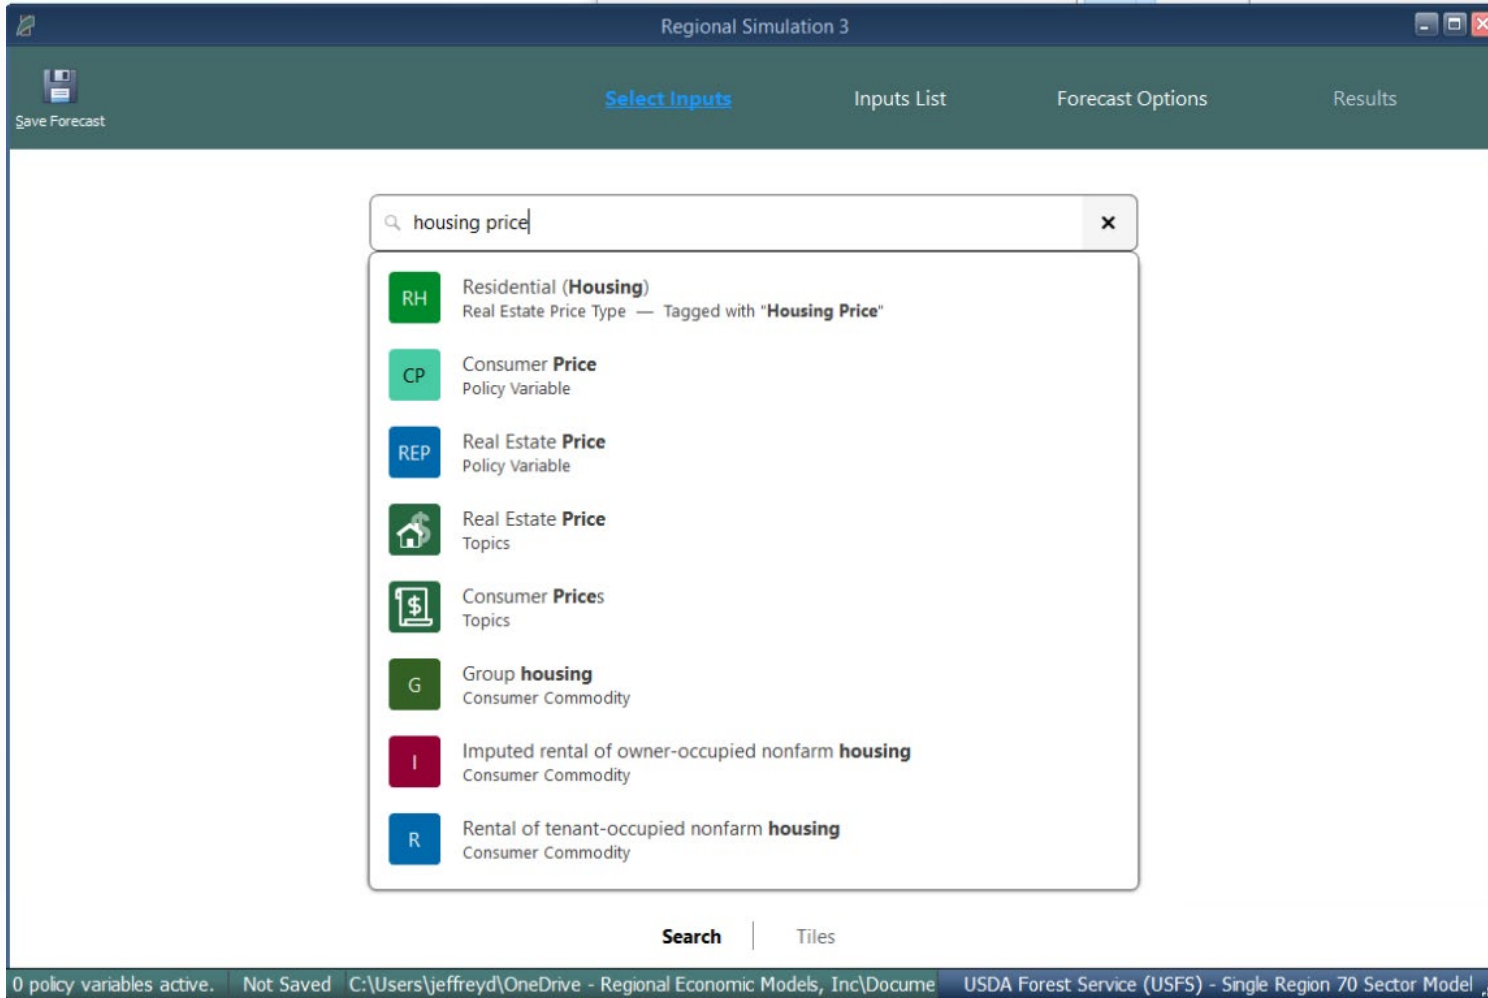 Regional Simulation 3
Save Forecast
Select Inputs
Inputs List
Forecast Options
Results
housing price
RH
Residential (Housing)
Real Estate Price Type — Tagged with "Housing Price"
CP
Consumer Price
Policy Variable
REP
Real Estate Price
Policy Variable
Real Estate Price
Topics
Consumer Prices
Topics
G
Group housing
Consumer Commodity
I
Imputed rental of owner-occupied nonfarm housing
Consumer Commodity
R
Rental of tenant-occupied nonfarm housing
Consumer Commodity
Search
Tiles
0 policy variables active.
Not Saved
C:\Users\jeffreyd\OneDrive - Regional Economic Models, Inc\Docume
USDA Forest Service (USFS) - Single Region 70 Sector Model